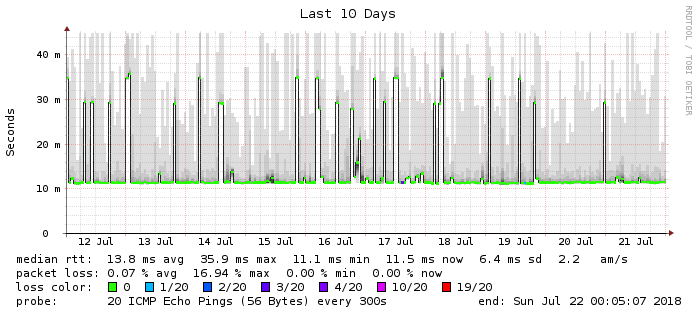 Last 10 Days
RRDTOOL / TOBI OETIKER
Seconds
40 m
30 m
20 m
10 m
0
12 Jul 13 Jul 14 Jul 15 Jul 16 Jul 17 Jul 18 Jul 19 Jul 20 Jul 21 Jul
median rtt: 13.8 ms avg 35.9 ms max 11.1 ms min 11.5 ms now 6.4 ms sd 2.2 am/s
packet loss: 0.07 % avg 16.94 % max 0.00 % min 0.00 % now
loss color: 0 1/20 2/20 3/20 4/20 10/20 19/20
probe: 20 ICMP Echo Pings (56 Bytes) every 300s end: Sun Jul 22 00:05:07 2018